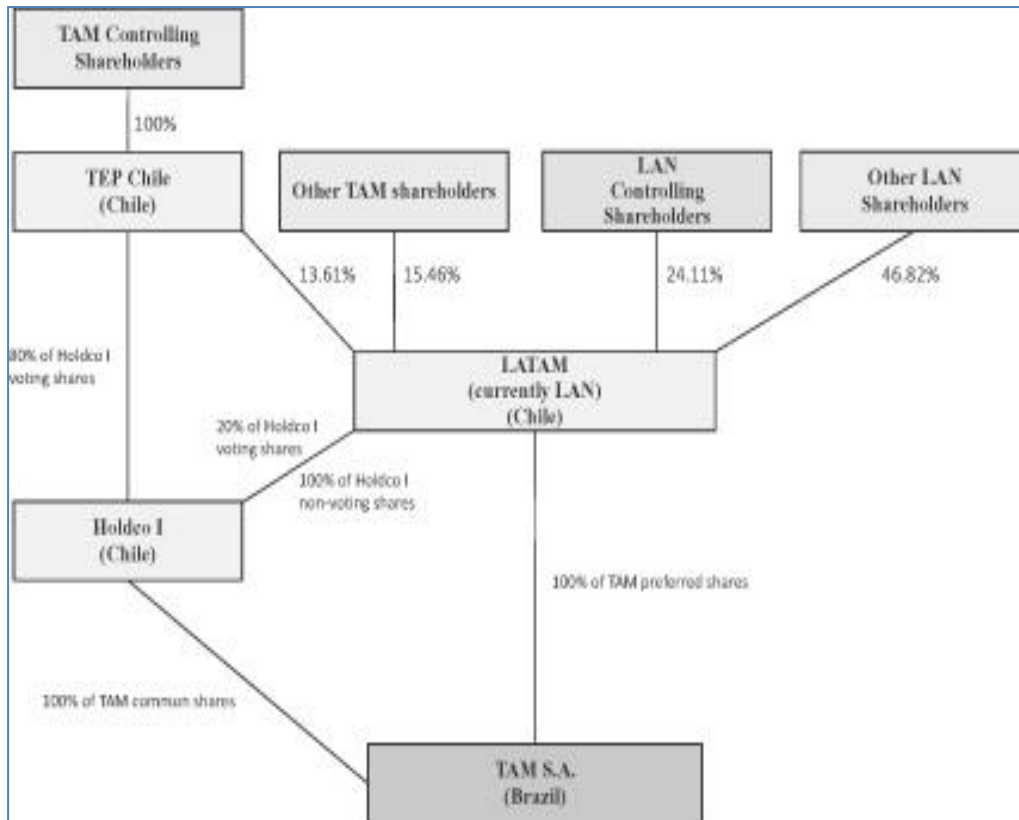 TAM Controlling
Shareholders
100%
TEP Chile
(Chile)
Other TAM shareholders
LAN
Controlling
Shareholders
Other LAN
Shareholders
13.61%
15.46%
24.11%
46.82%
80% of Holdco I
voting shares
LATAM
(currently LAN)
(Chile)
20% of Holdco I
voting shares
100% of Holdco I
non-voting shares
Holdco I
(Chile)
100% of TAM preferred shares
100% of TAM common shares
TAM S.A.
(Brazil)